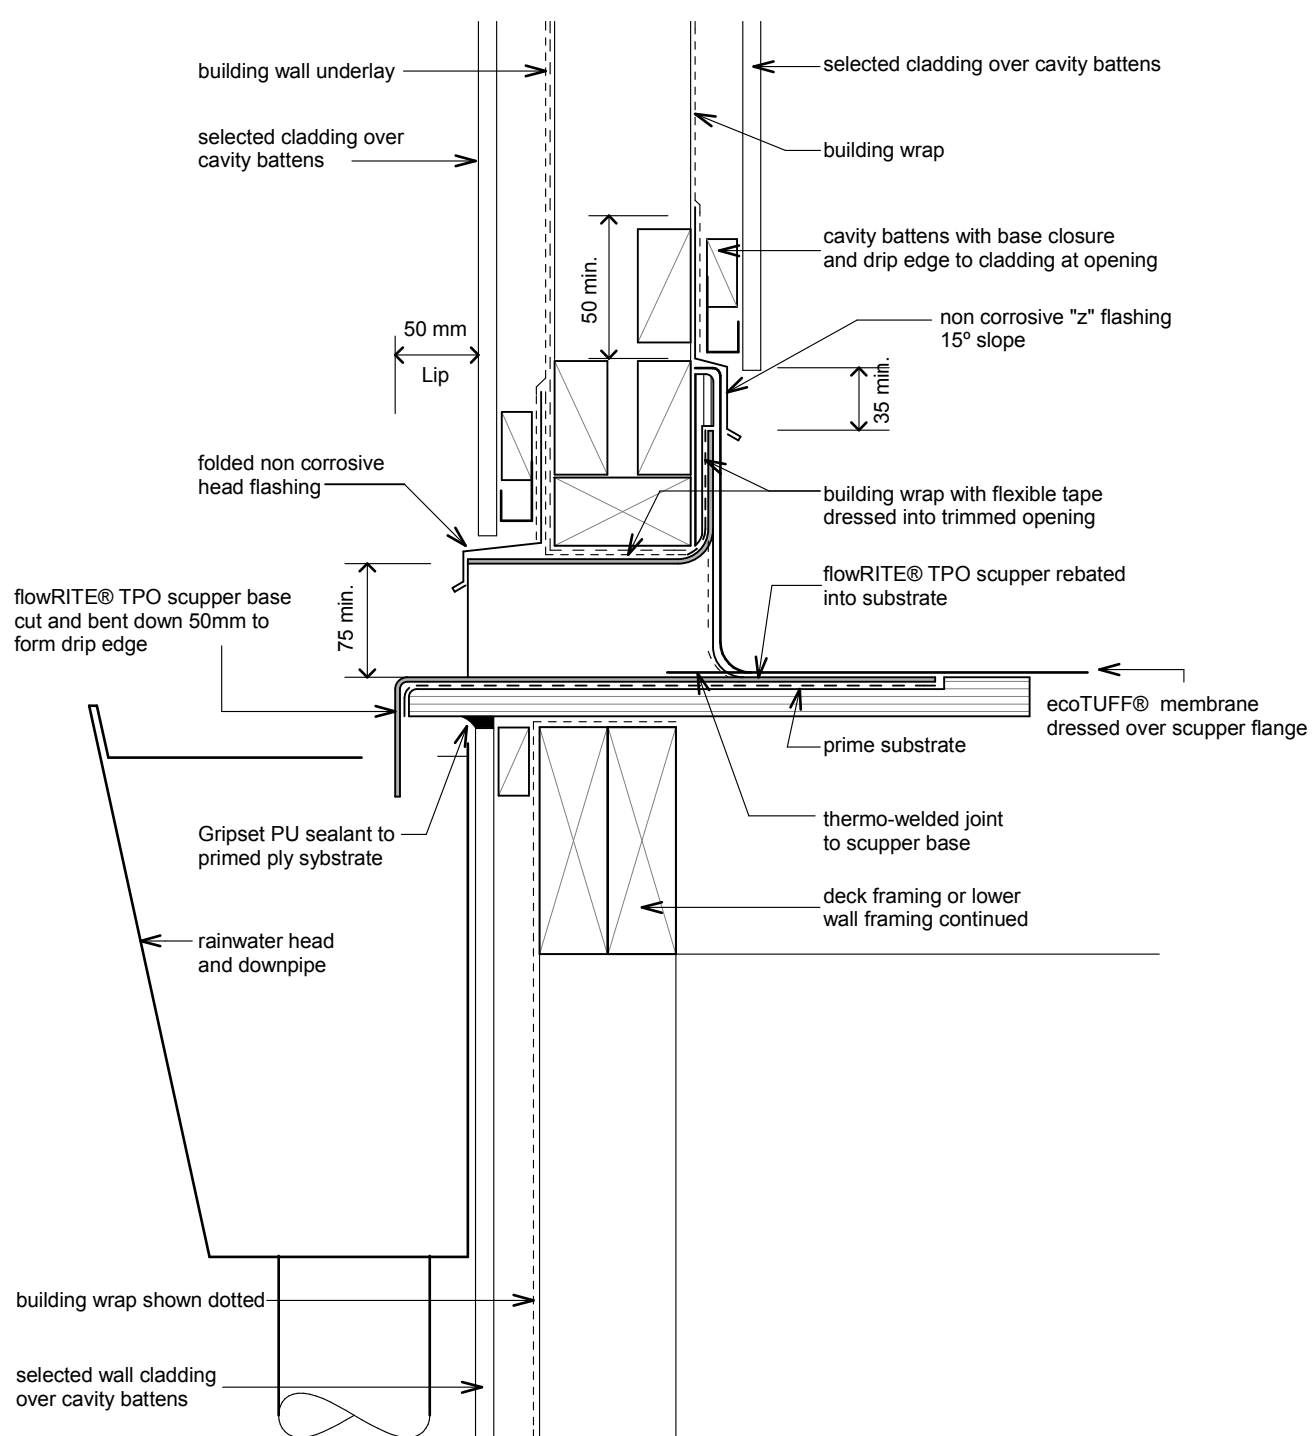 building wall underlay
selected cladding over cavity battens
selected cladding over
cavity battens
building wrap
cavity battens with base closure
and drip edge to cladding at opening
50 min.
non corrosive "z" flashing
15º slope
50 mm
Lip
35 min.
folded non corrosive
head flashing
building wrap with flexible tape
dressed into trimmed opening
flowRITE® TPO scupper rebated
into substrate
flowRITE® TPO scupper base
cut and bent down 50mm to
form drip edge
75 min.
ecoTUFF® membrane
dressed over scupper flange
prime substrate
Gripset PU sealant to
primed ply sybstrate
thermo-welded joint
to scupper base
deck framing or lower
wall framing continued
rainwater head
and downpipe
building wrap shown dotted
selected wall cladding
over cavity battens